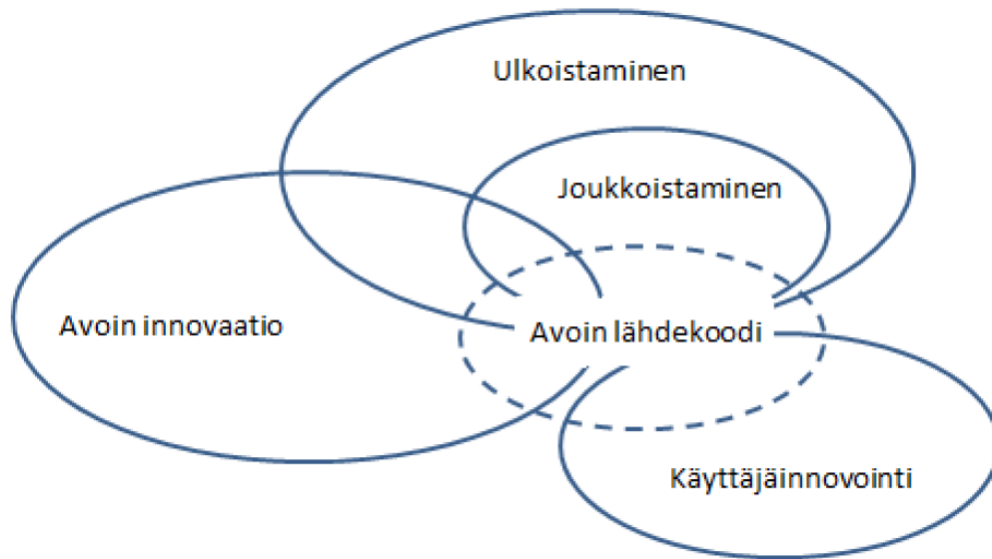 Ulkoistaminen
Joukkoistaminen
Avoin innovaatio
Avoin lähdekoodi
Käyttäjäinnovointi